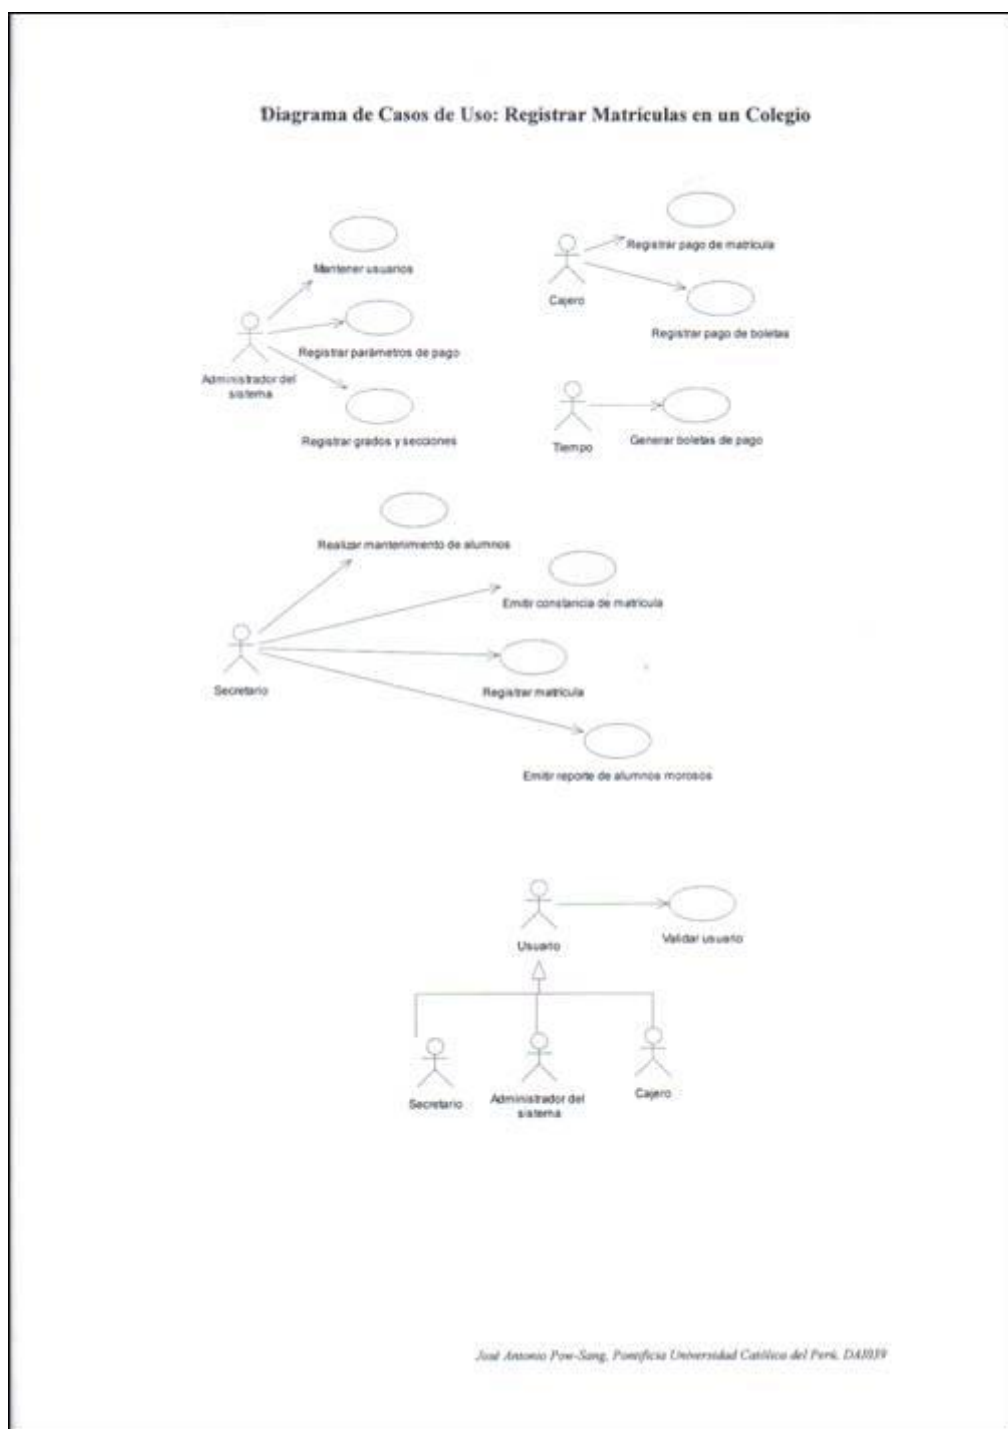 Diagrama de Casos de Uso: Registrar Matrículas en un Colegio
Mantener usuarios
Registrar parámetros de pago
Administrador del
sistema
Registrar grados y secciones
Registrar pago de matrícula
Cajero
Registrar pago de boletas
Tiempo
Generar boletas de pago
Realizar mantenimiento de alumnos
Emitir constancia de matrícula
Secretario
Registrar matrícula
Emitir reporte de alumnos morosos
Usuario
Validar usuario
Secretario
Administrador del
sistema
Cajero
José Antonio Pow-Sang, Pontificia Universidad Católica del Perú, DAI039